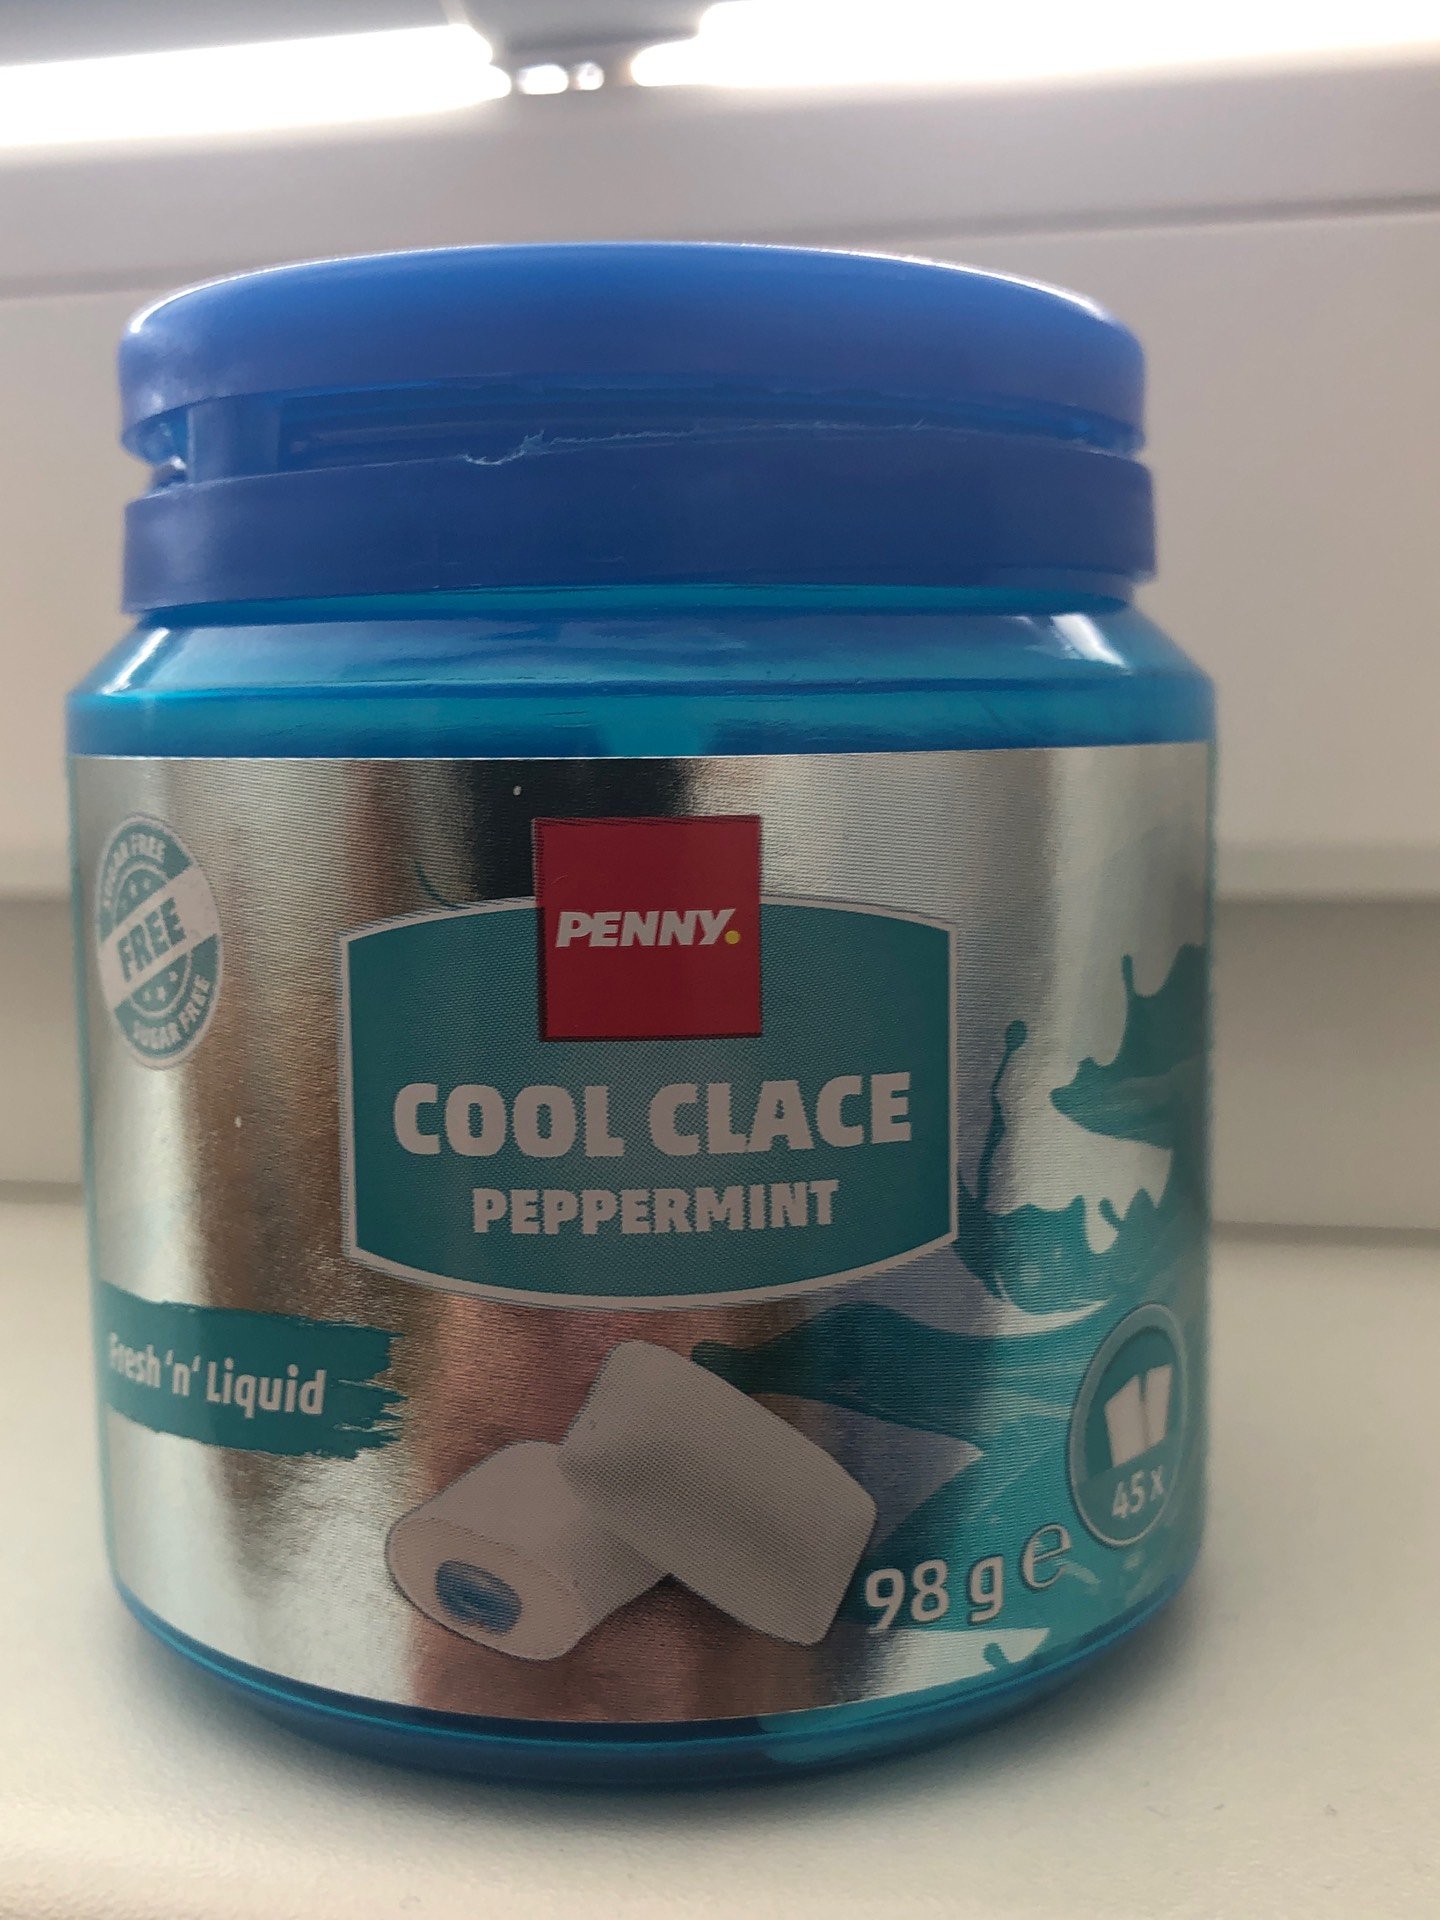 SUGAR FREE
FREE
SUGAR FREE
PENNY.
COOL CLACE
PEPPERMINT
Fresh 'n' Liquid
45 x
98 g ℮